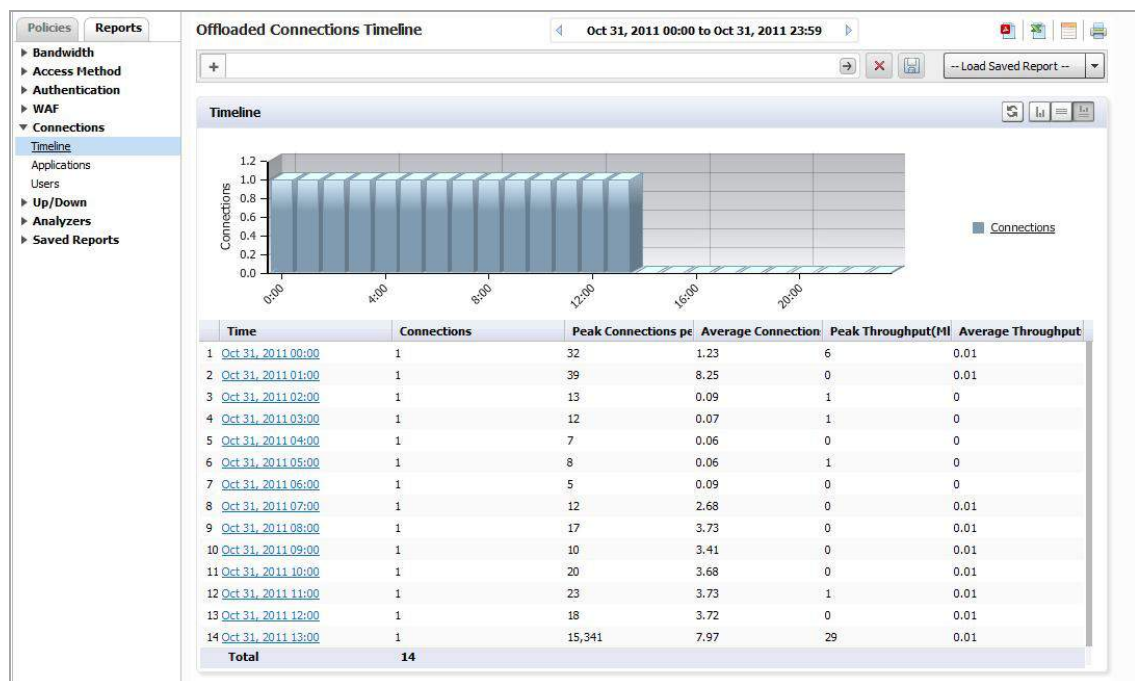 Policies Reports
Bandwidth
Access Method
Authentication
WAF
Connections
Timeline
Applications
Users
Up/Down
Analyzers
Saved Reports
Offloaded Connections Timeline
Oct 31, 2011 00:00 to Oct 31, 2011 23:59
+
-- Load Saved Report --
Timeline
1.2
1.0
0.8
0.6
0.4
0.2
0.0
Connections
0:00 4:00 8:00 12:00 16:00 20:00
Connections
Time Connections Peak Connections pe Average Connection Peak Throughput(Ml Average Throughput
1 Oct 31, 2011 00:00 1 32 1.23 6 0.01
2 Oct 31, 2011 01:00 1 39 8.25 0 0.01
3 Oct 31, 2011 02:00 1 13 0.09 1 0
4 Oct 31, 2011 03:00 1 12 0.07 1 0
5 Oct 31, 2011 04:00 1 7 0.06 0 0
6 Oct 31, 2011 05:00 1 8 0.06 1 0
7 Oct 31, 2011 06:00 1 5 0.09 0 0
8 Oct 31, 2011 07:00 1 12 2.68 0 0.01
9 Oct 31, 2011 08:00 1 17 3.73 0 0.01
10 Oct 31, 2011 09:00 1 10 3.41 0 0.01
11 Oct 31, 2011 10:00 1 20 3.68 0 0.01
12 Oct 31, 2011 11:00 1 23 3.73 1 0.01
13 Oct 31, 2011 12:00 1 18 3.72 0 0.01
14 Oct 31, 2011 13:00 1 15,341 7.97 29 0.01
Total 14